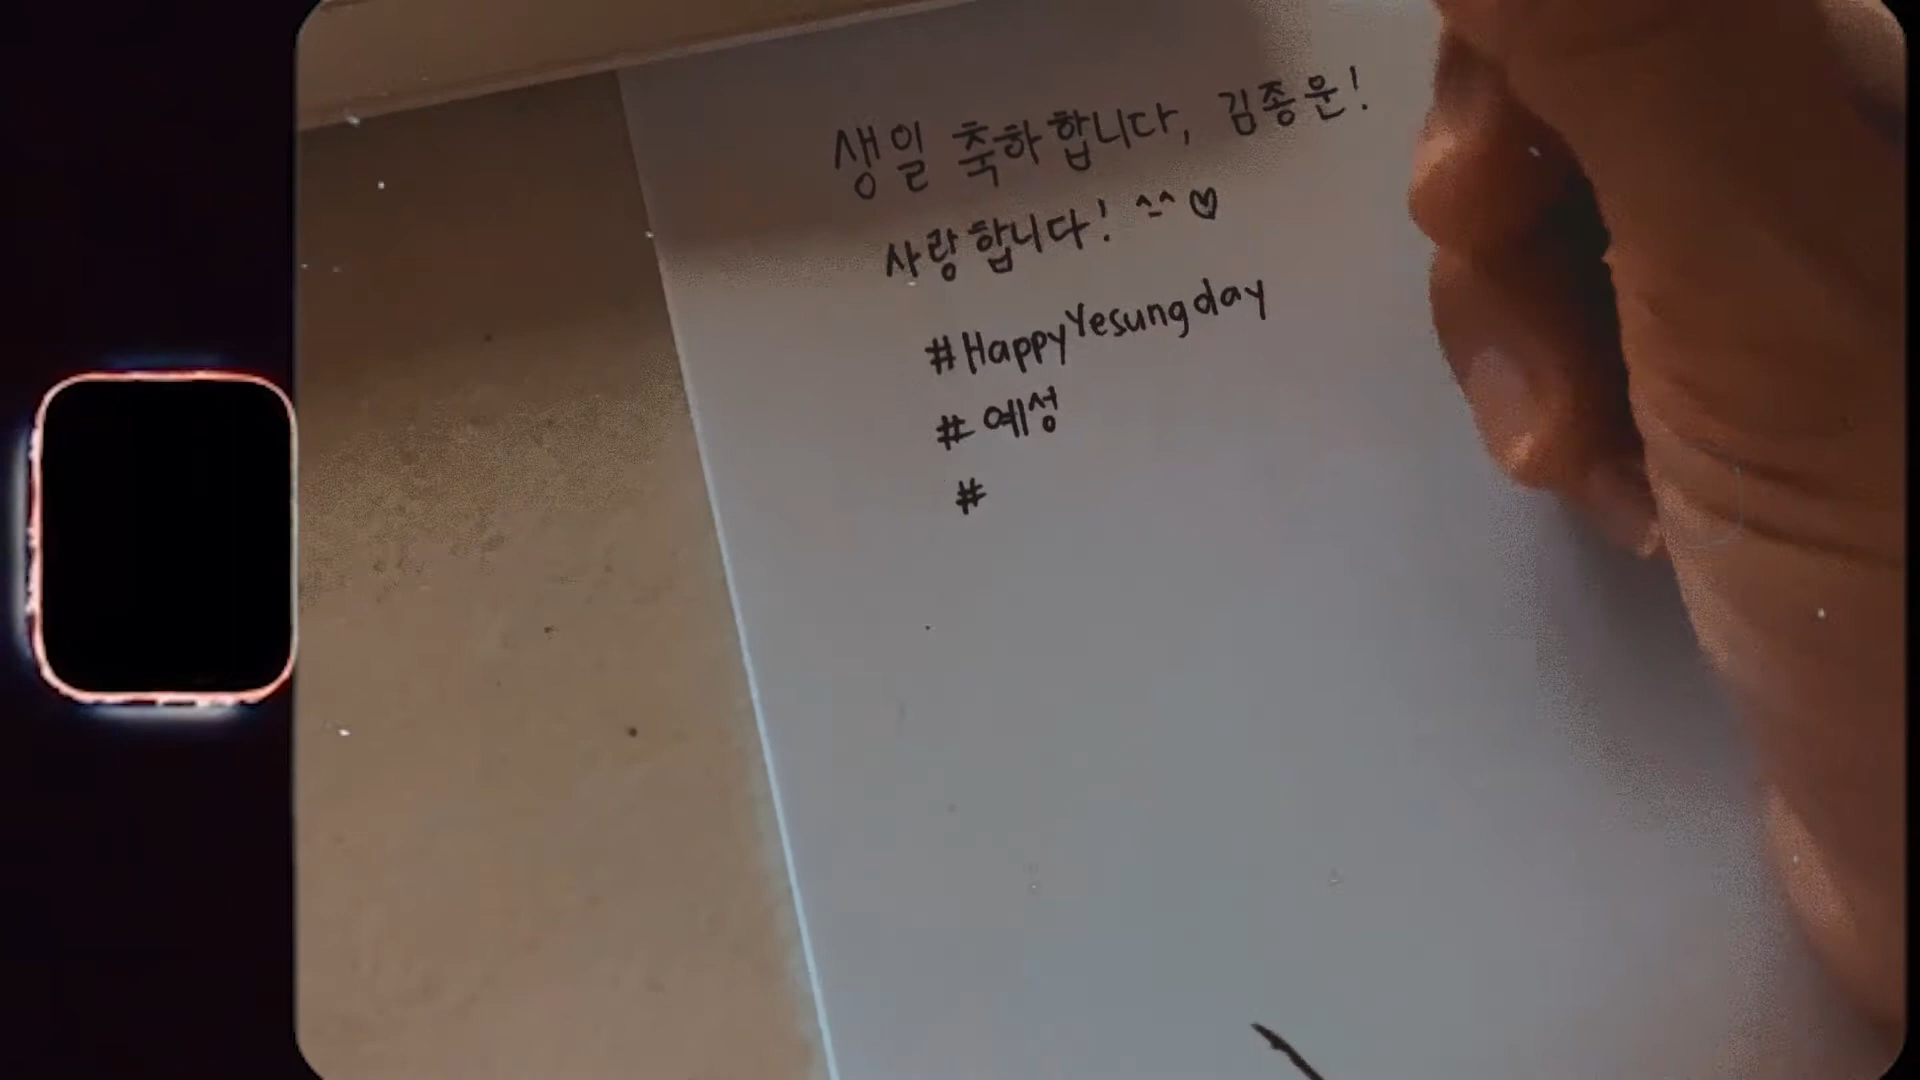 생일 축하합니다, 김종운!
사랑합니다! ^-^ ♡
#HappyYesungday
#예성
#